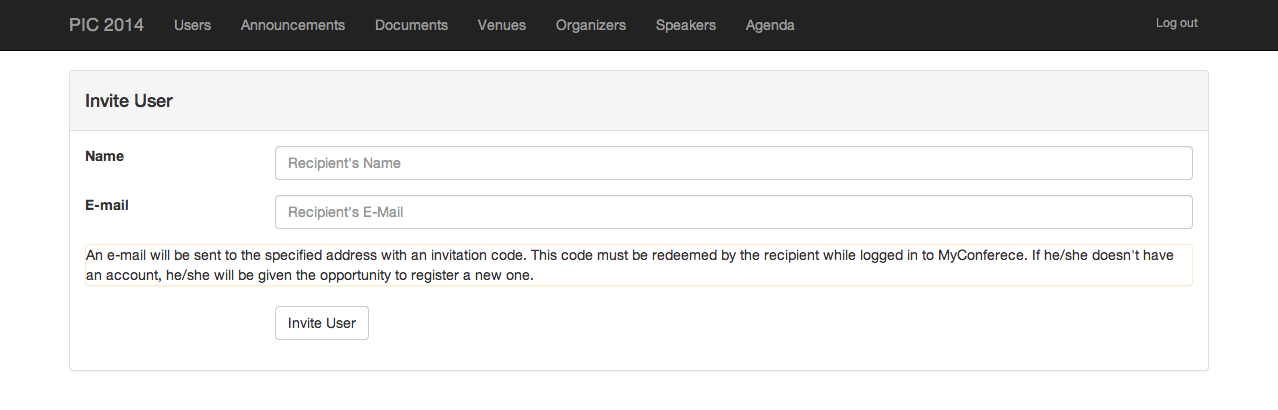 PIC 2014 Users Announcements Documents Venues Organizers Speakers Agenda Log out
Invite User
Name Recipient's Name
E-mail Recipient's E-Mail
An e-mail will be sent to the specified address with an invitation code. This code must be redeemed by the recipient while logged in to MyConferece. If he/she doesn't have
an account, he/she will be given the opportunity to register a new one.
Invite User